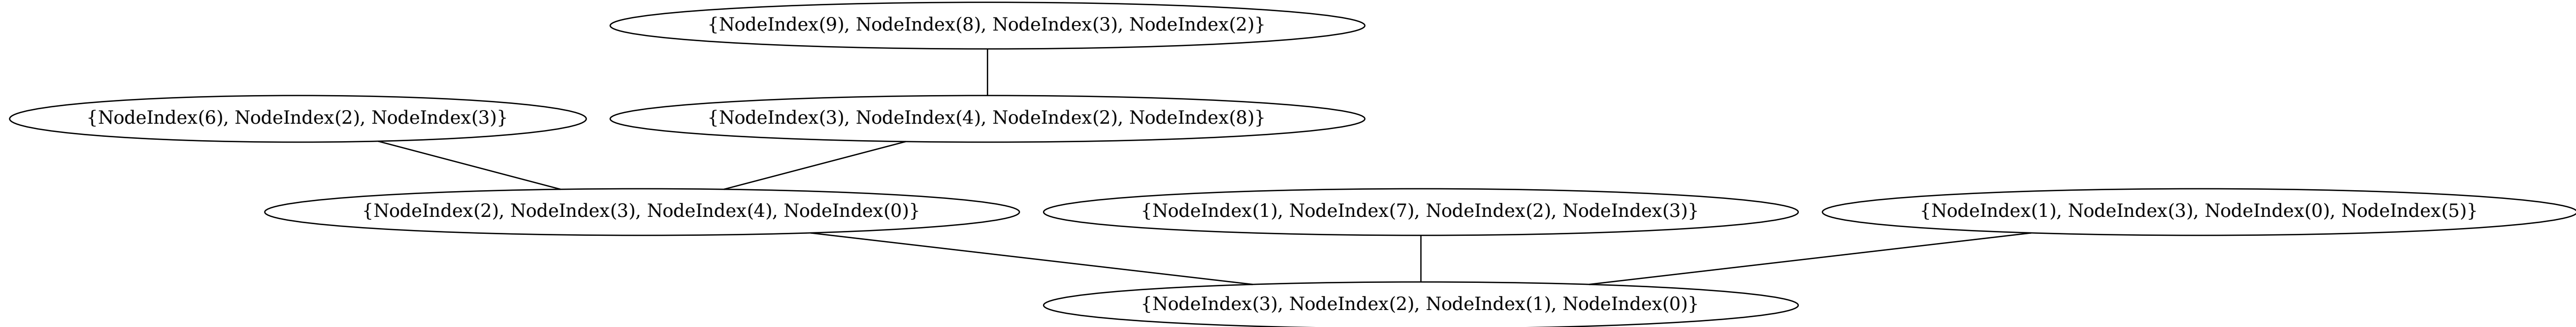 {NodeIndex(9), NodeIndex(8), NodeIndex(3), NodeIndex(2)}
{NodeIndex(6), NodeIndex(2), NodeIndex(3)}
{NodeIndex(3), NodeIndex(4), NodeIndex(2), NodeIndex(8)}
{NodeIndex(2), NodeIndex(3), NodeIndex(4), NodeIndex(0)}
{NodeIndex(1), NodeIndex(7), NodeIndex(2), NodeIndex(3)}
{NodeIndex(1), NodeIndex(3), NodeIndex(0), NodeIndex(5)}
{NodeIndex(3), NodeIndex(2), NodeIndex(1), NodeIndex(0)}